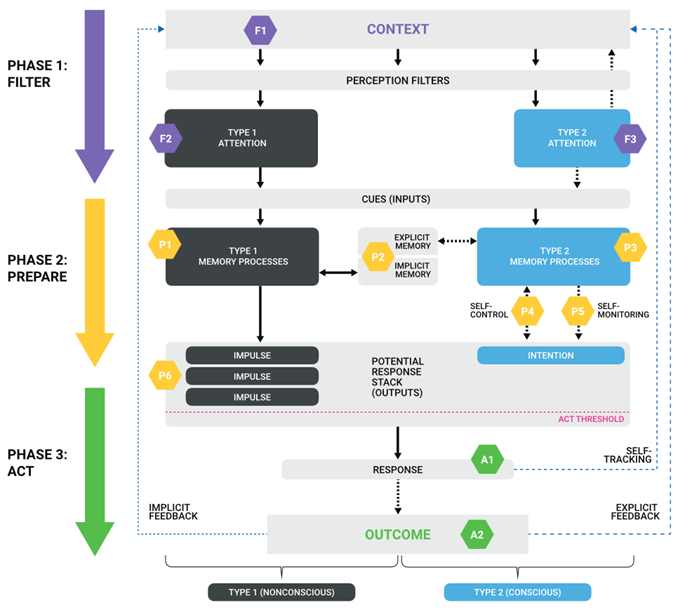 PHASE 1:
FILTER
F1
CONTEXT
PERCEPTION FILTERS
F2
TYPE 1
ATTENTION
TYPE 2
ATTENTION
F3
CUES (INPUTS)
PHASE 2:
PREPARE
P1
TYPE 1
MEMORY PROCESSES
EXPLICIT
MEMORY
P2
IMPLICIT
MEMORY
TYPE 2
MEMORY PROCESSES
P3
SELF-
CONTROL
P4
P5
SELF-
MONITORING
P6
IMPULSE
IMPULSE
IMPULSE
POTENTIAL
RESPONSE
STACK
(OUTPUTS)
INTENTION
ACT THRESHOLD
PHASE 3:
ACT
RESPONSE
A1
SELF-
TRACKING
IMPLICIT
FEEDBACK
OUTCOME
A2
EXPLICIT
FEEDBACK
TYPE 1 (NONCONSCIOUS)
TYPE 2 (CONSCIOUS)